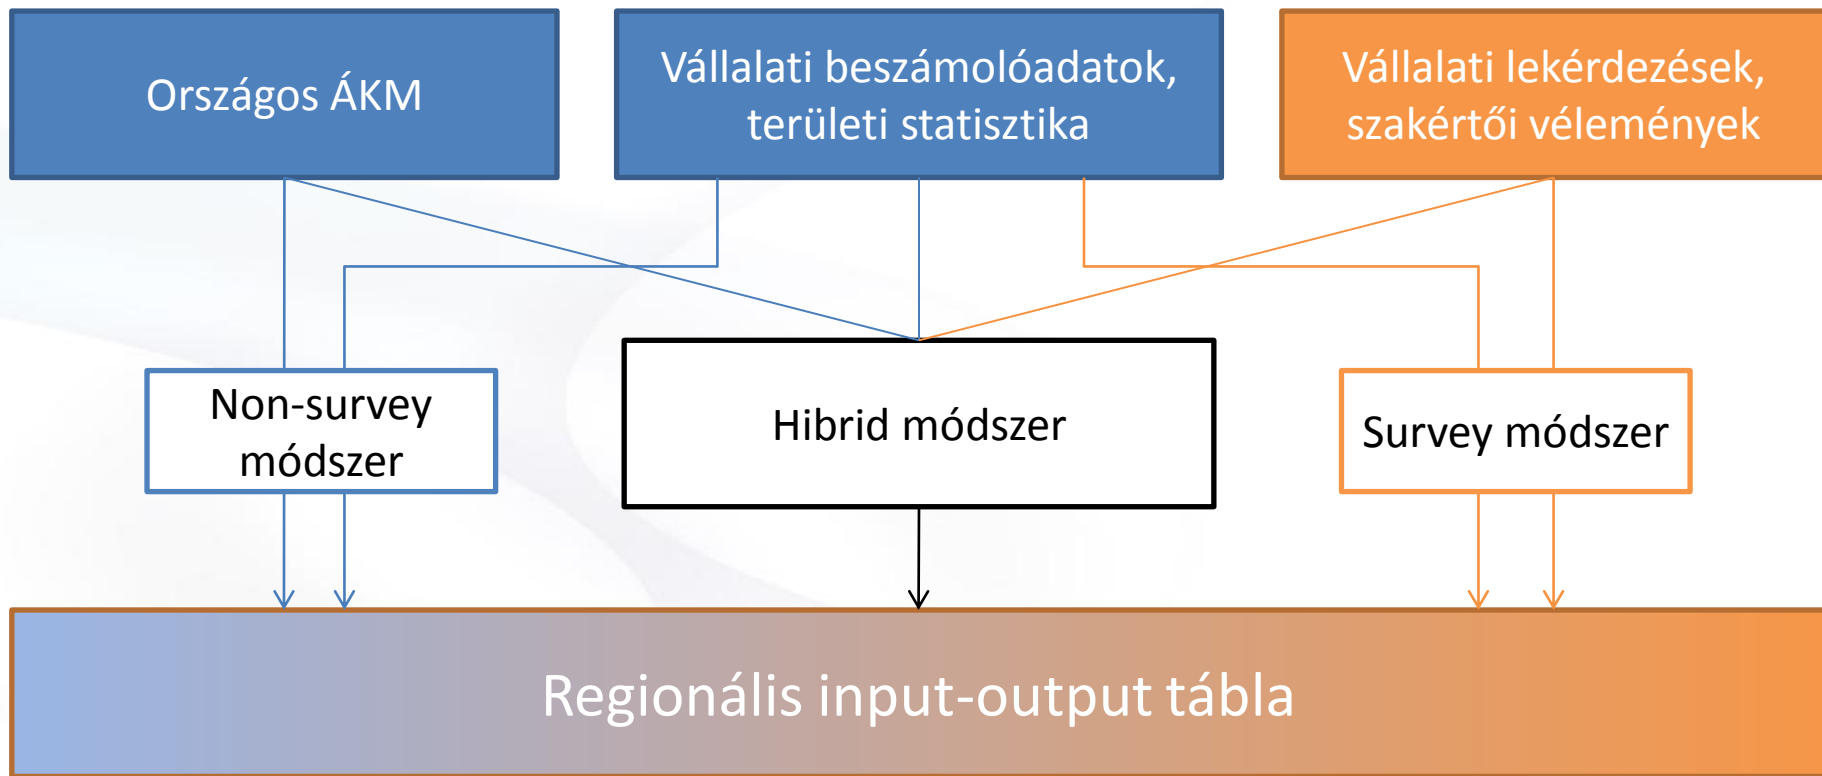 Országos ÁKM
Vállalati beszámolóadatok,
területi statisztika
Vállalati lekérdezések,
szakértői vélemények
Non-survey
módszer
Hibrid módszer
Survey módszer
Regionális input-output tábla